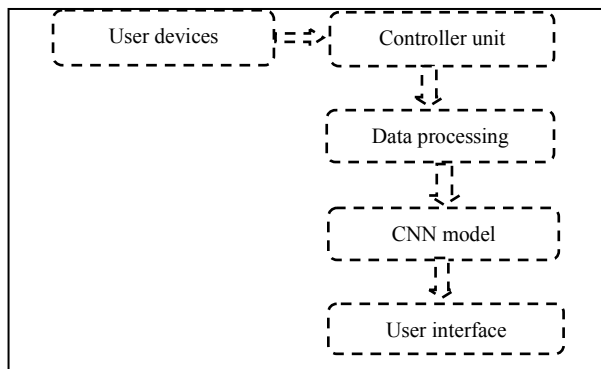 User devices
Controller unit
Data processing
CNN model
User interface